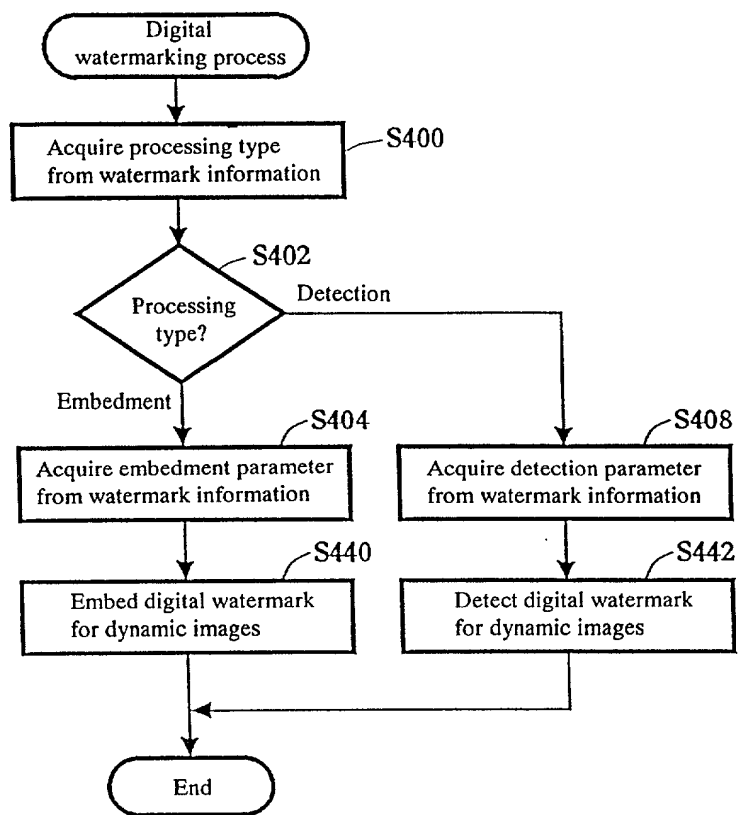 Digital
watermarking process
Acquire processing type
from watermark information
S400
S402
Processing
type?
Detection
Embedment
S404
Acquire embedment parameter
from watermark information
S408
Acquire detection parameter
from watermark information
S440
Embed digital watermark
for dynamic images
S442
Detect digital watermark
for dynamic images
End